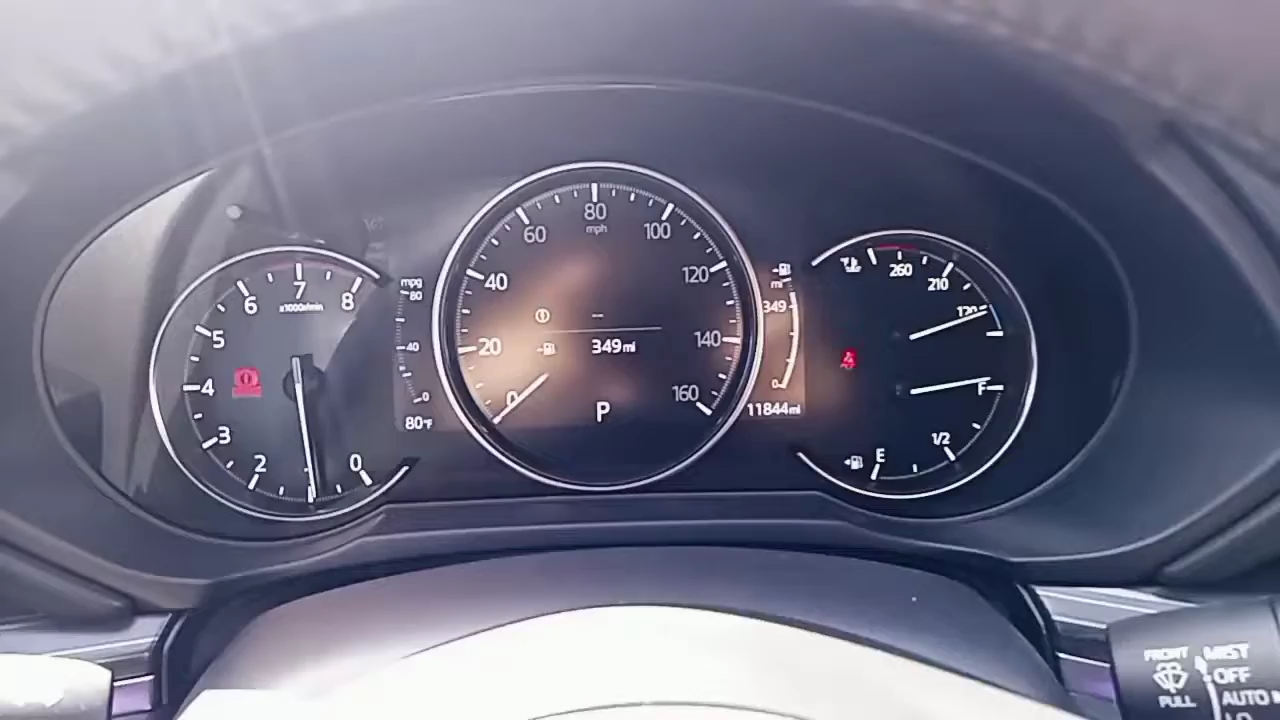 8
7
x1000r/min
6
5
4
3
2
0
mpg
80
40
0
80°F
80
mph
60
100
40
120
20
140
0
160
--
349mi
P
mi
349
0
11844mi
260
210
120
F
1/2
E
FRONT
PULL
MIST
OFF
AUTO
LO